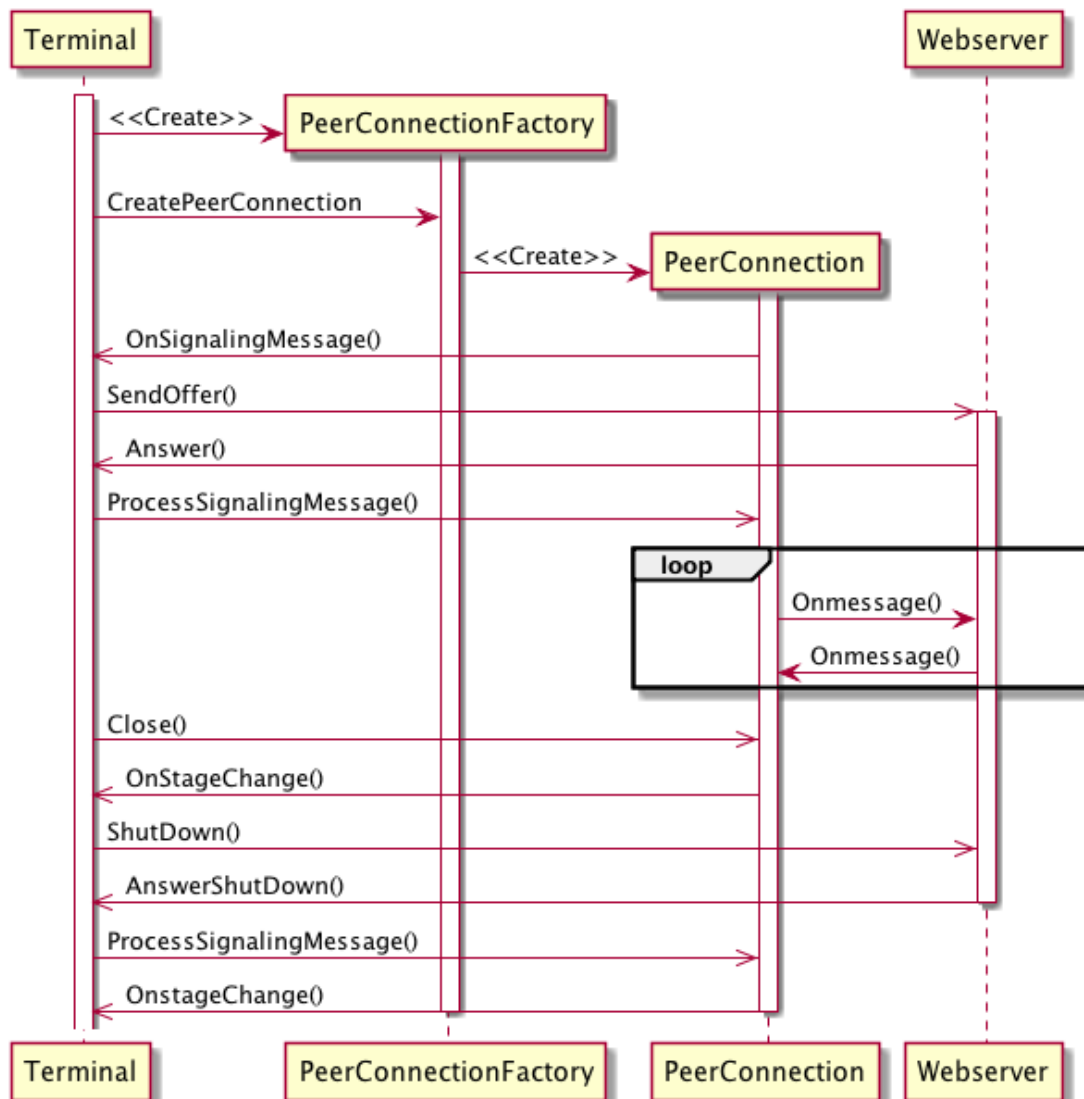 Terminal
Webserver
<<Create>>
PeerConnectionFactory
CreatePeerConnection
<<Create>>
PeerConnection
OnSignalingMessage()
SendOffer()
Answer()
ProcessSignalingMessage()
loop
Onmessage()
Onmessage()
Close()
OnStageChange()
ShutDown()
AnswerShutDown()
ProcessSignalingMessage()
OnstageChange()
Terminal
PeerConnectionFactory
PeerConnection
Webserver